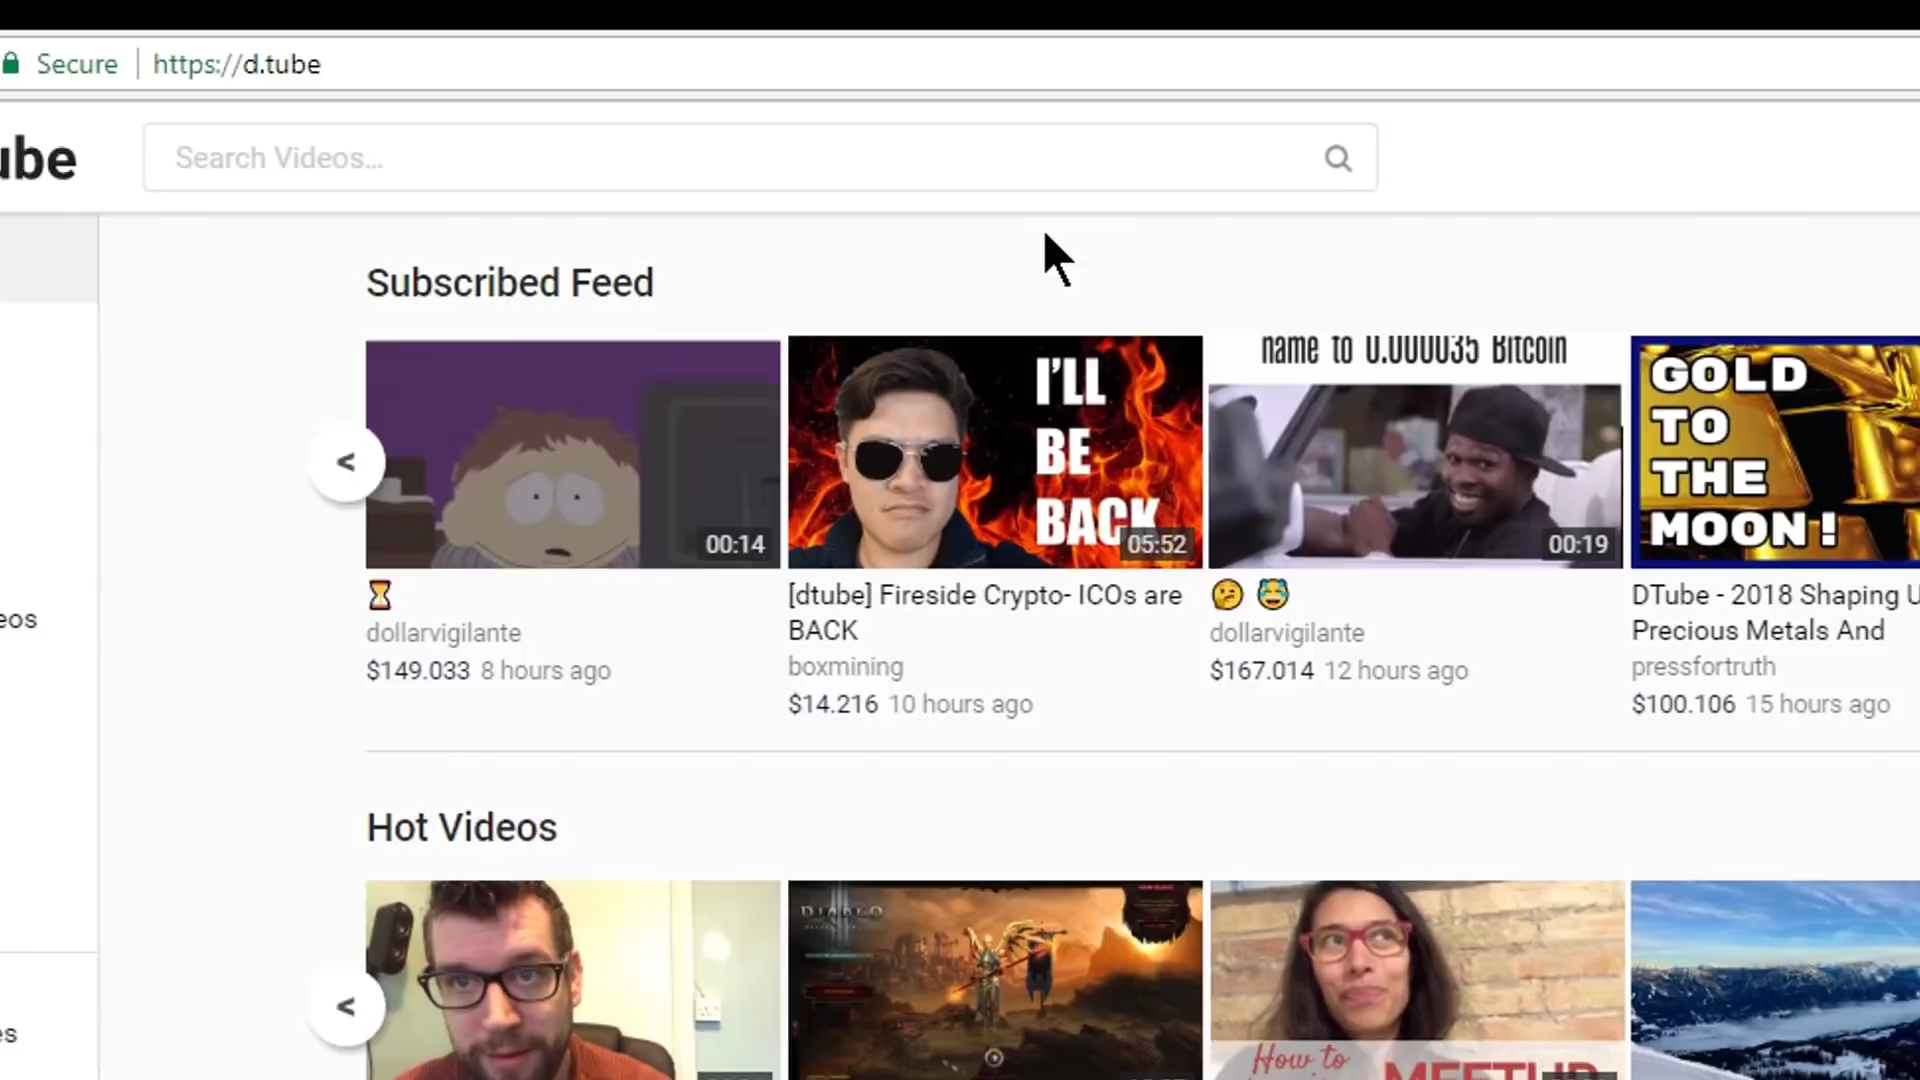 Secure https://d.tube
ube
Search Videos...
Subscribed Feed
name to 0.000035 Bitcoin
I'LL
BE
BACK
GOLD
TO
THE
MOON!
<
00:14
05:52
00:19
[dtube] Fireside Crypto- ICOs are
BACK
DTube - 2018 Shaping U
Precious Metals And
eos
dollarvigilante
boxmining
dollarvigilante
pressfortruth
$149.033 8 hours ago
$14.216 10 hours ago
$167.014 12 hours ago
$100.106 15 hours ago
Hot Videos
DIABLO
<
es
How to
MEETUP